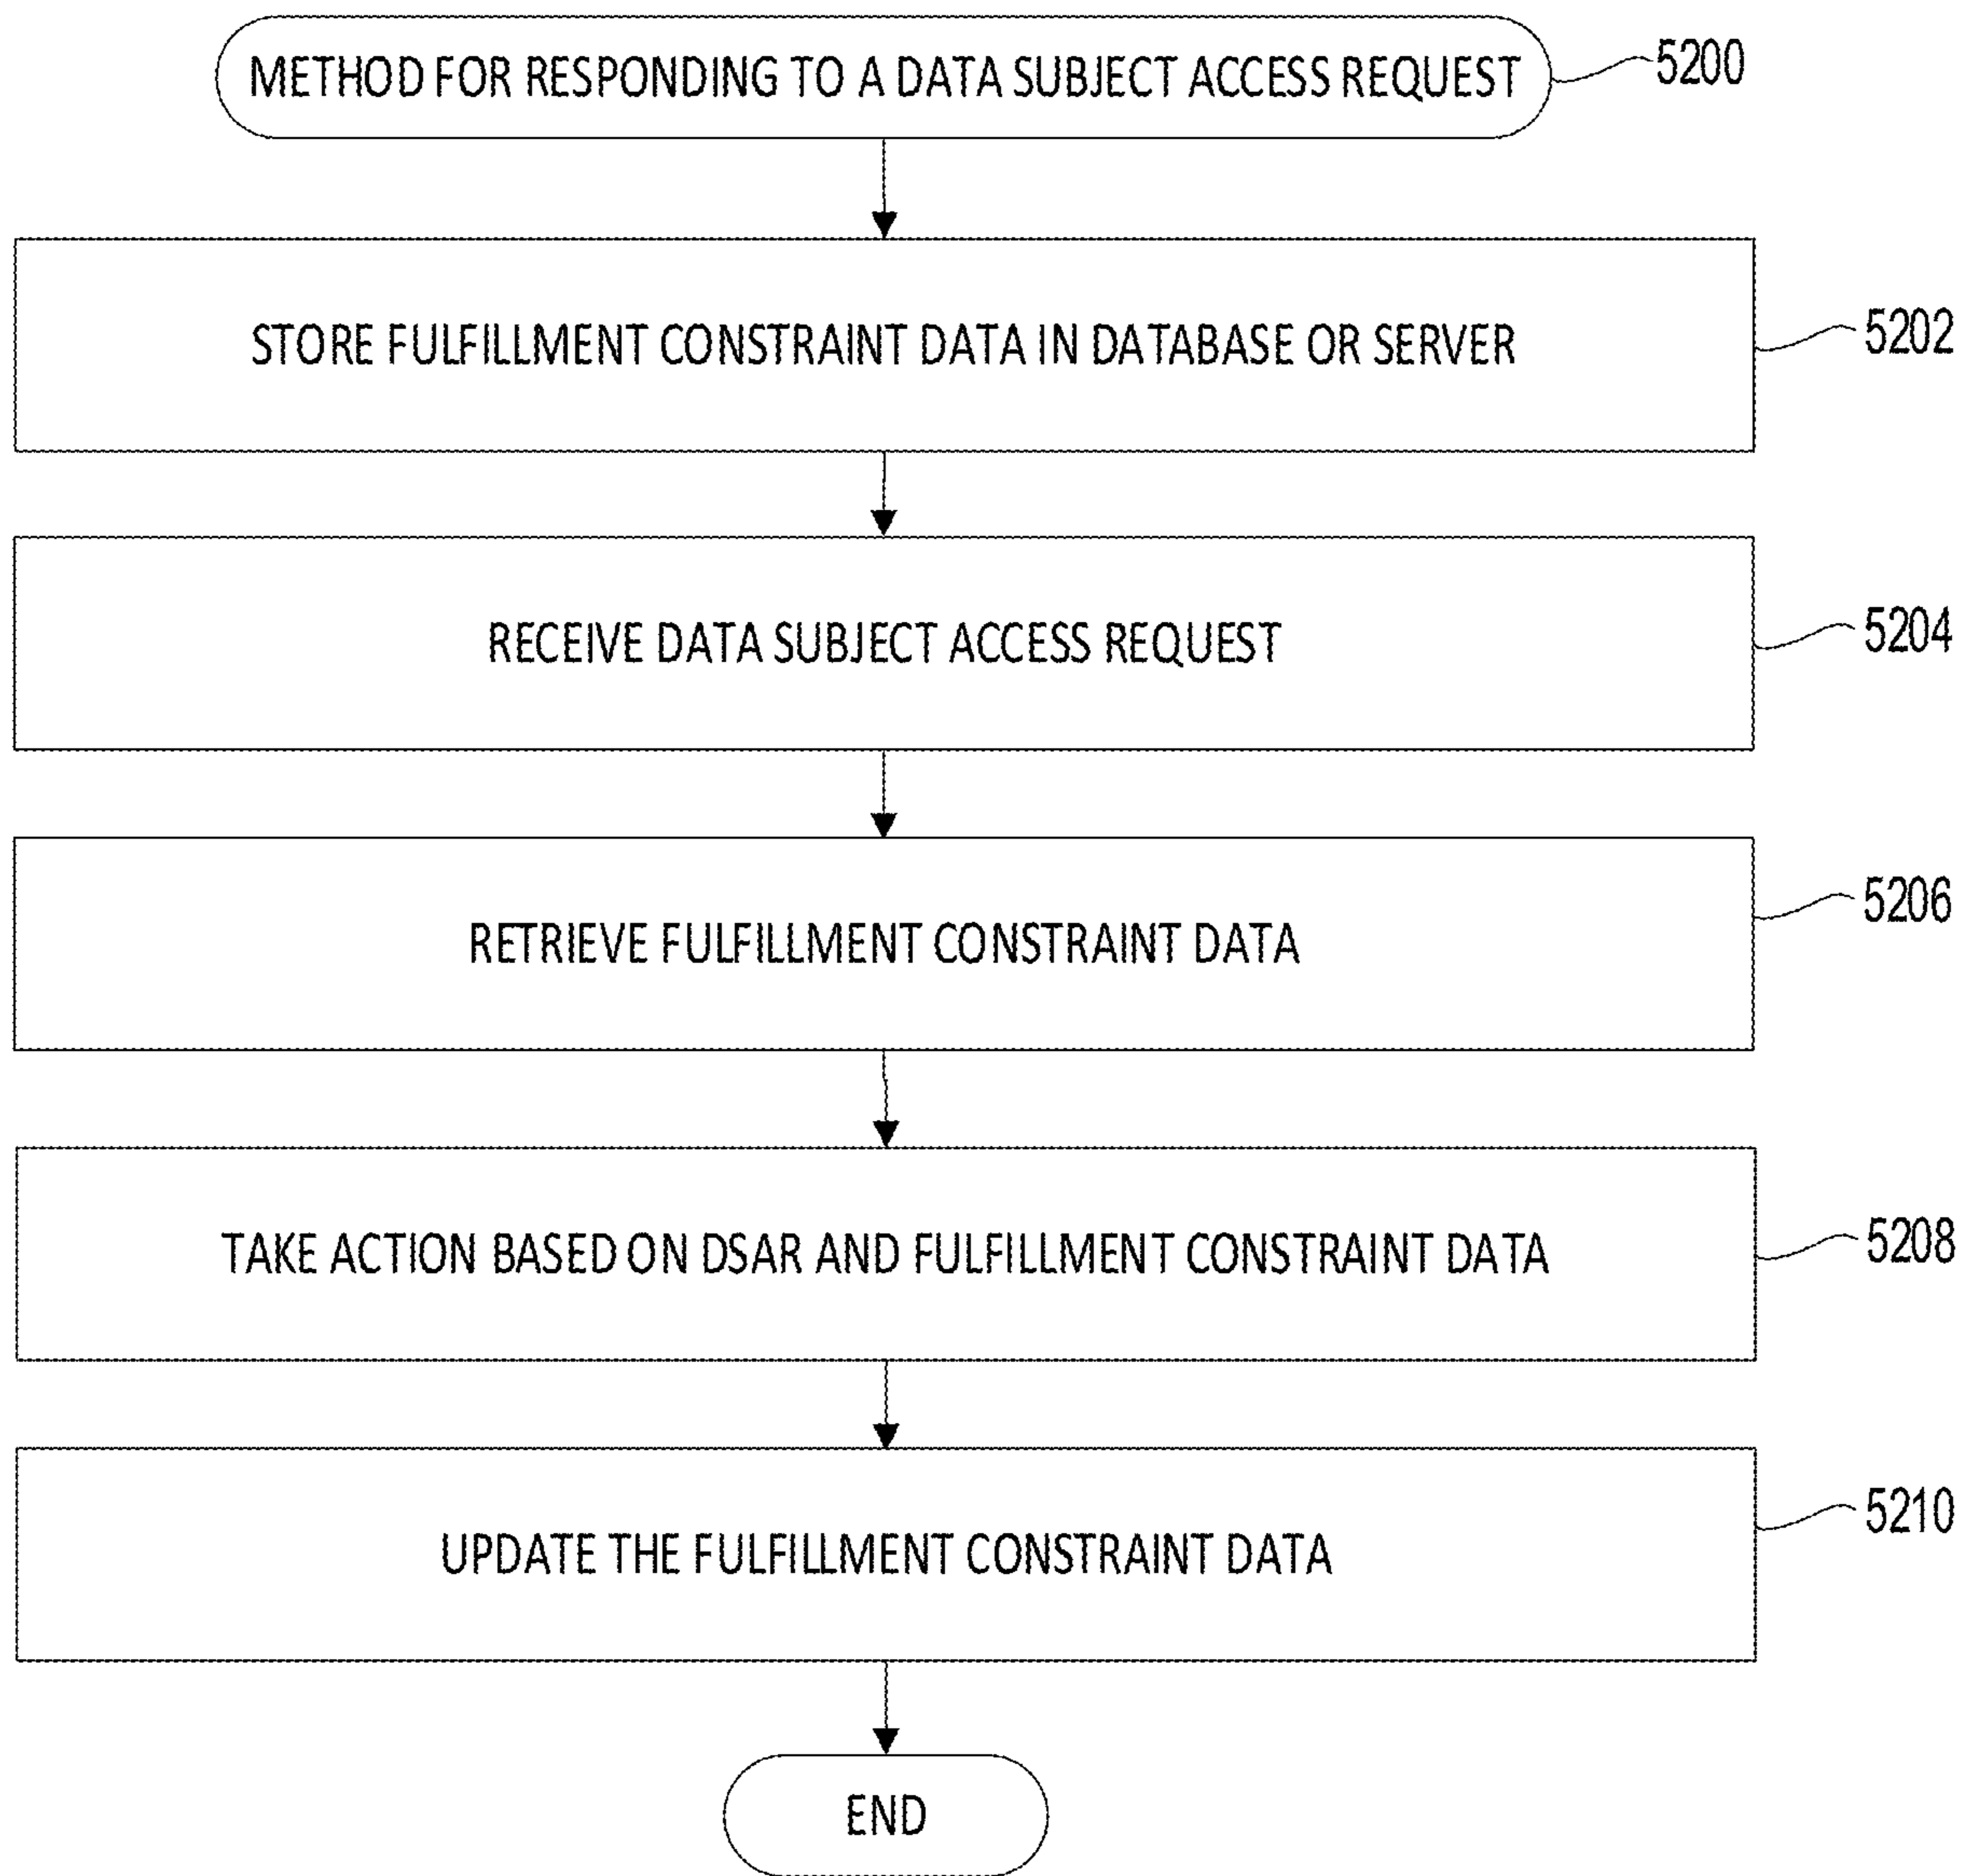 METHOD FOR RESPONDING TO A DATA SUBJECT ACCESS REQUEST
5200
STORE FULFILLMENT CONSTRAINT DATA IN DATABASE OR SERVER
5202
RECEIVE DATA SUBJECT ACCESS REQUEST
5204
RETRIEVE FULFILLMENT CONSTRAINT DATA
5206
TAKE ACTION BASED ON DSAR AND FULFILLMENT CONSTRAINT DATA
5208
UPDATE THE FULFILLMENT CONSTRAINT DATA
5210
END